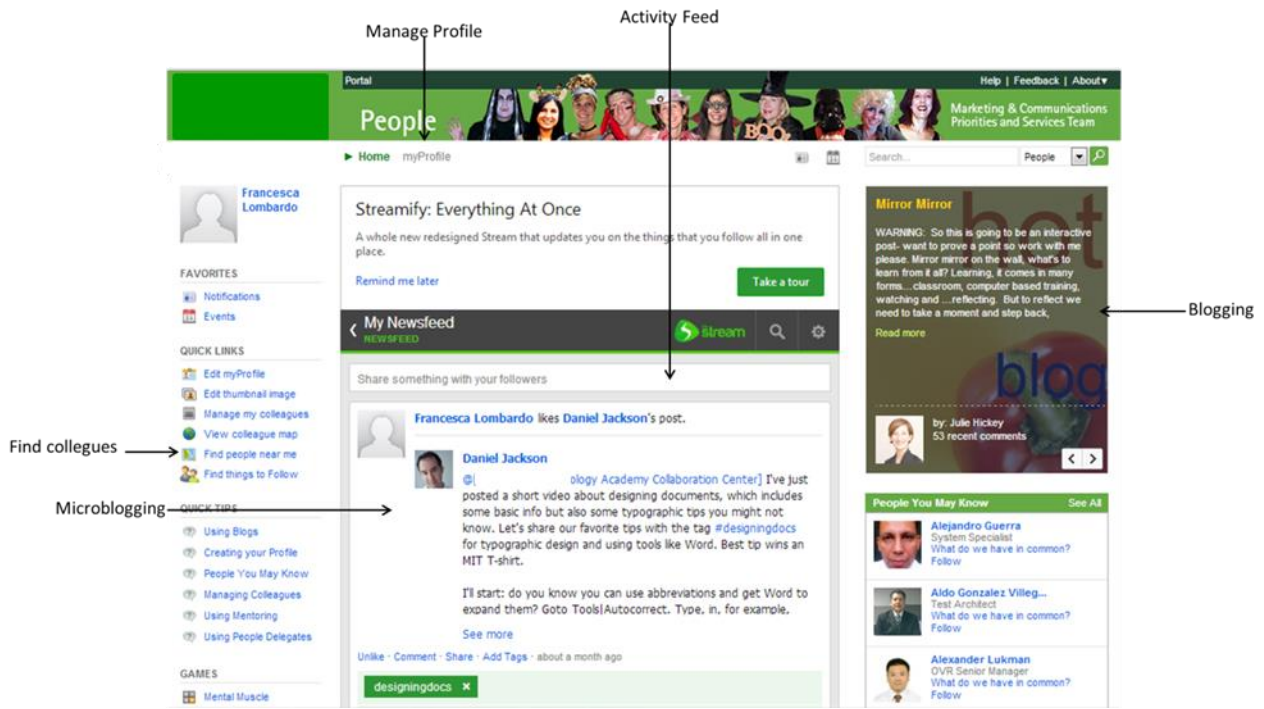 Activity Feed
Manage Profile
Portal
Help | Feedback | About▾
People
BOO
Marketing & Communications
Priorities and Services Team
Home myProfile
Search...
People
Francesca
Lombardo
FAVORITES
Notifications
Events
QUICK LINKS
Edit myProfile
Edit thumbnail image
Manage my colleagues
View colleague map
Find people near me
Find things to Follow
QUICK TIPS
Using Blogs
Creating your Profile
People You May Know
Managing Colleagues
Using Mentoring
Using People Delegates
GAMES
Mental Muscle
Find collegues
Microblogging
Streamify: Everything At Once
A whole new redesigned Stream that updates you on the things that you follow all in one
place.
Remind me later
Take a tour
My Newsfeed
NEWSFEED
stream
Share something with your followers
Francesca Lombardo likes Daniel Jackson's post.
Daniel Jackson
@[ ology Academy Collaboration Center] I've just
posted a short video about designing documents, which includes
some basic info but also some typographic tips you might not
know. Let's share our favorite tips with the tag #designingdocs
for typographic design and using tools like Word. Best tip wins an
MIT T-shirt.
I'll start: do you know you can use abbreviations and get Word to
expand them? Goto Tools|Autocorrect. Type, in, for example,
See more
Unlike · Comment · Share · Add Tags · about a month ago
designingdocs ×
hot
Mirror Mirror
WARNING: So this is going to be an interactive
post- want to prove a point so work with me
please. Mirror mirror on the wall, what's to
learn from it all? Learning, it comes in many
forms...classroom, computer based training,
watching and ...reflecting. But to reflect we
need to take a moment and step back,
Read more
blog
by: Julie Hickey
53 recent comments
Blogging
People You May Know See All
Alejandro Guerra
System Specialist
What do we have in common?
Follow
Aldo Gonzalez Villeg...
Test Architect
What do we have in common?
Follow
Alexander Lukman
OVR Senior Manager
What do we have in common?
Follow